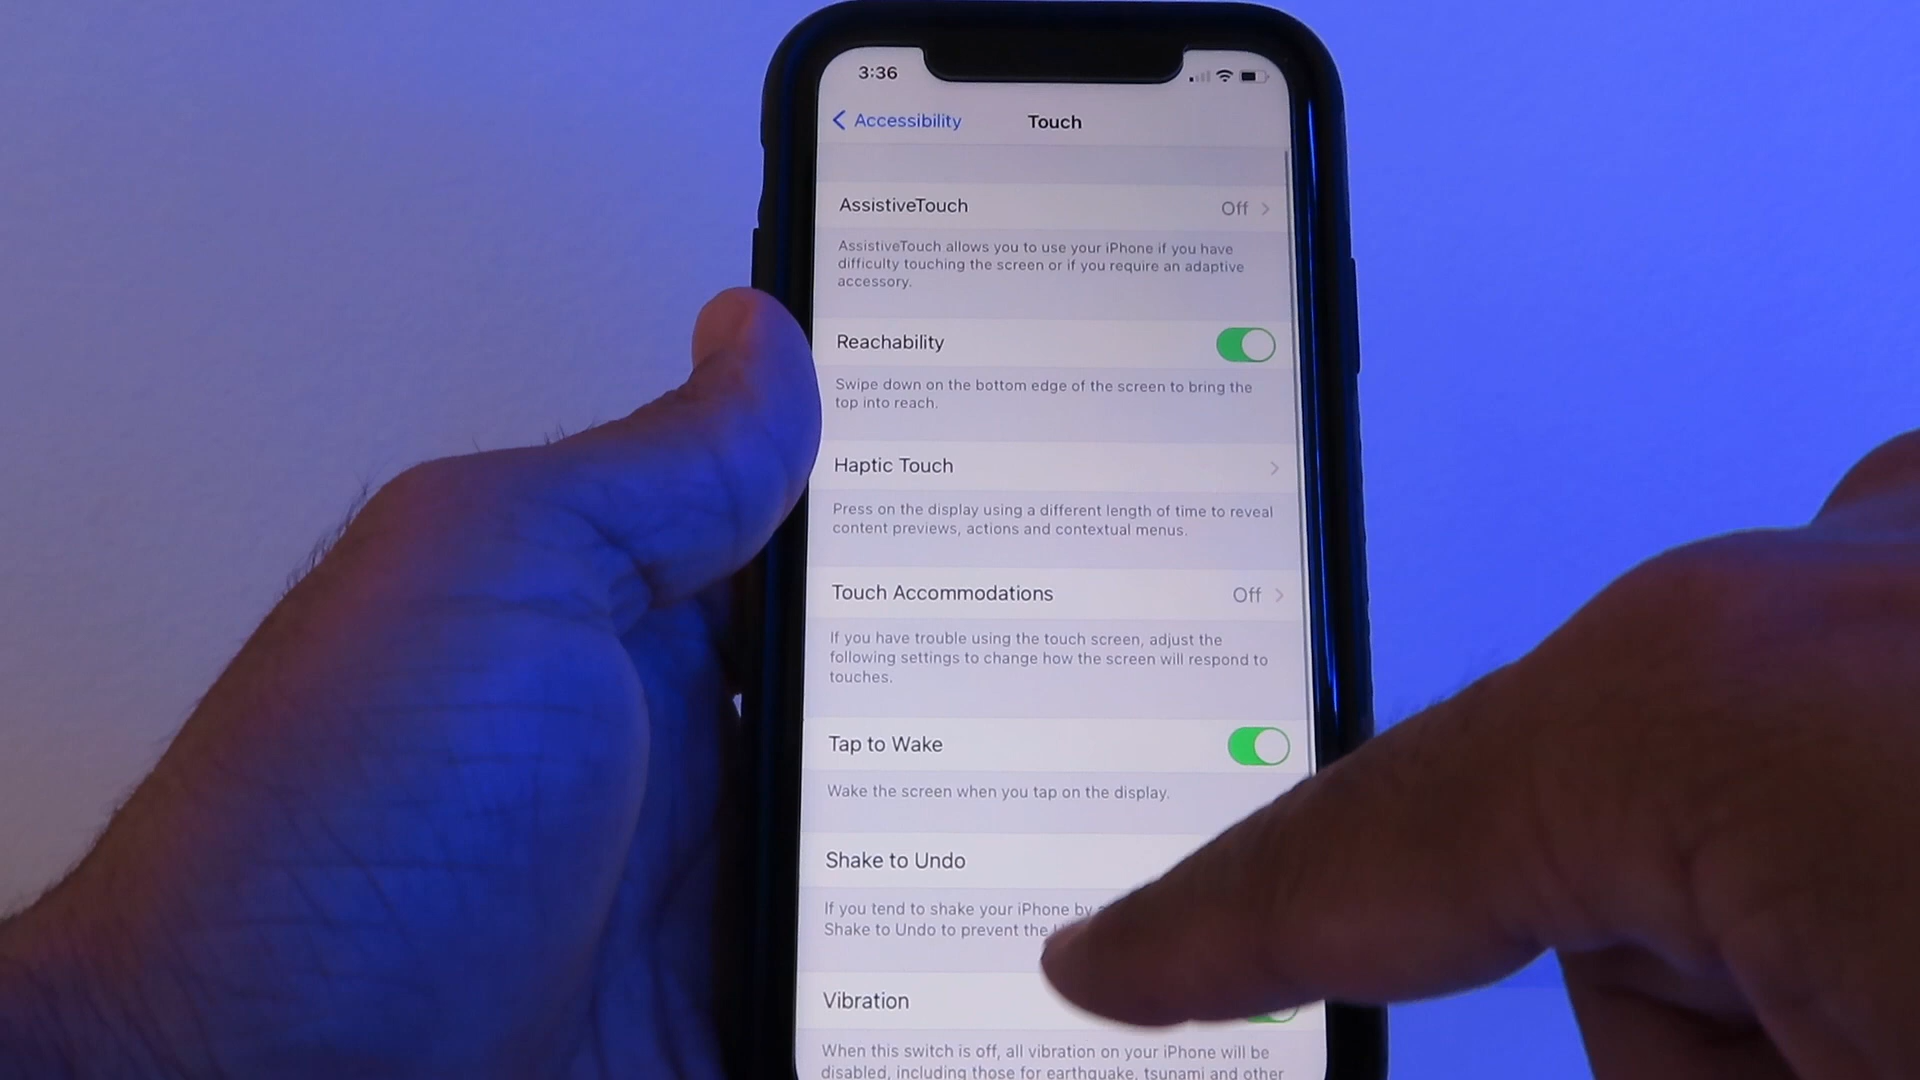 3:36
Accessibility
Touch
AssistiveTouch
Off
AssistiveTouch allows you to use your iPhone if you have
difficulty touching the screen or if you require an adaptive
accessory.
Reachability
Swipe down on the bottom edge of the screen to bring the
top into reach.
Haptic Touch
Press on the display using a different length of time to reveal
content previews, actions and contextual menus.
Touch Accommodations
Off
If you have trouble using the touch screen, adjust the
following settings to change how the screen will respond to
touches.
Tap to Wake
Wake the screen when you tap on the display.
Shake to Undo
If you tend to shake your iPhone by
Shake to Undo to prevent the
Vibration
When this switch is off, all vibration on your iPhone will be
disabled, including those for earthquake, tsunami and other